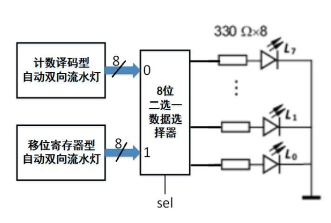 330 Ω×8
计数译码型
自动双向流水灯
8
0
L7
8位
二选一
数据选
择器
移位寄存器型
自动双向流水灯
8
1
L1
L0
sel